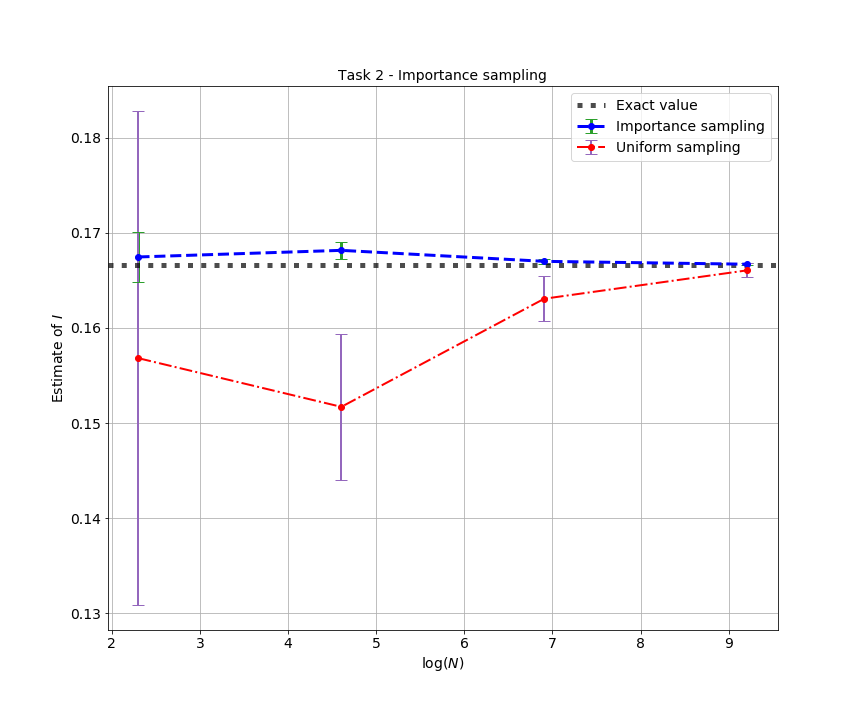 Task 2 - Importance sampling
Exact value
Importance sampling
Uniform sampling
0.18
0.17
0.16
0.15
0.14
0.13
Estimate of I
2 3 4 5 6 7 8 9
log(N)